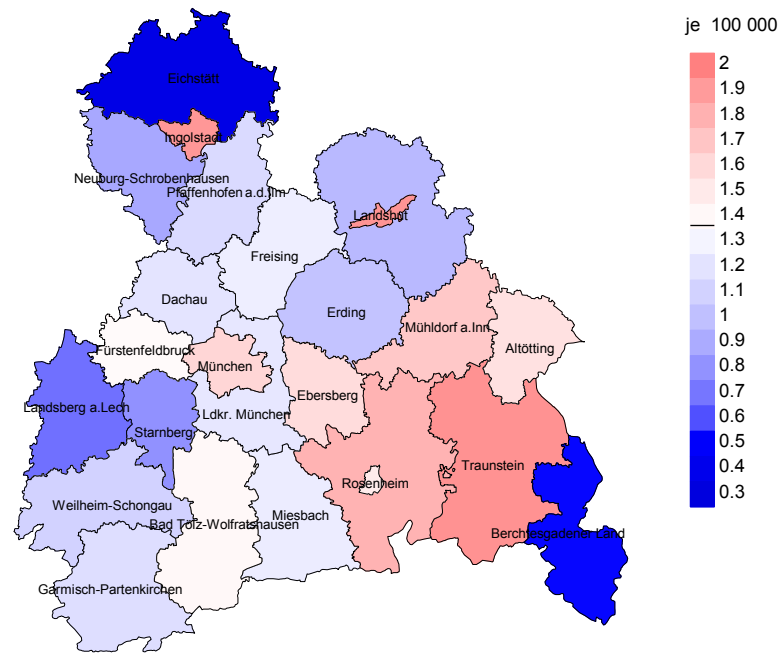 je 100 000
2
1.9
1.8
1.7
1.6
1.5
1.4
1.3
1.2
1.1
1
0.9
0.8
0.7
0.6
0.5
0.4
0.3
Eichstätt
Ingolstadt
Neuburg-Schrobenhausen
Pfaffenhofen a.d.Ilm
Landshut
Freising
Dachau
Erding
Mühldorf a.Inn
Altötting
Fürstenfeldbruck
München
Ebersberg
Landsberg a.Lech
Ldkr. München
Starnberg
Traunstein
Rosenheim
Weilheim-Schongau
Miesbach
Bad Tölz-Wolfratshausen
Berchtesgadener Land
Garmisch-Partenkirchen